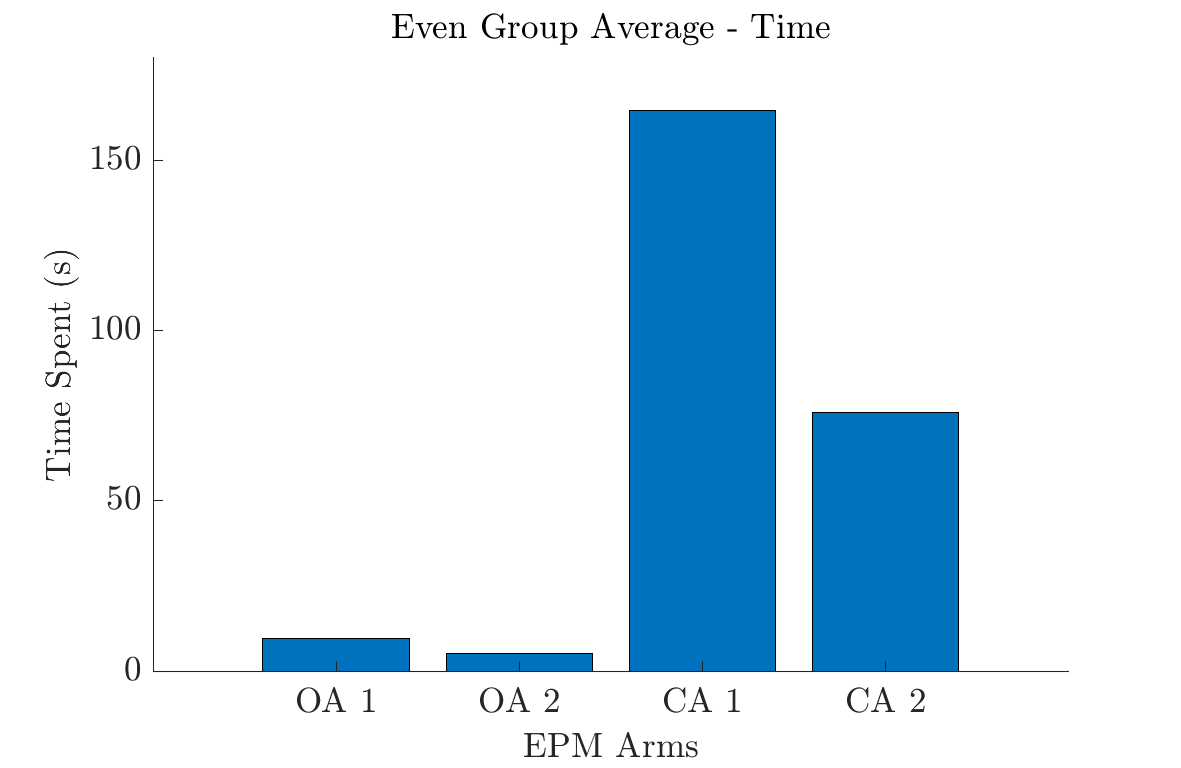 Even Group Average - Time
Time Spent (s)
150
100
50
0
OA 1 OA 2 CA 1 CA 2
EPM Arms